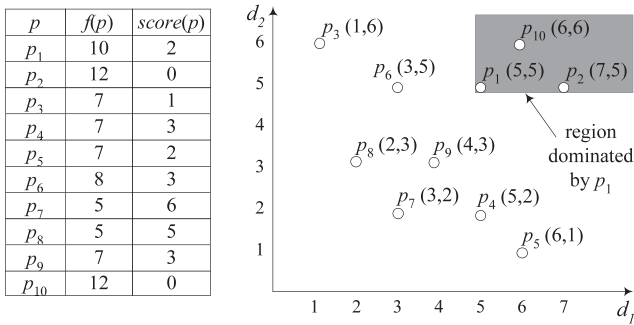 p f(p) score(p)
p1 10 2
p2 12 0
p3 7 1
p4 7 3
p5 7 2
p6 8 3
p7 5 6
p8 5 5
p9 7 3
p10 12 0
d2
6
5
4
3
2
1
p3 (1,6)
p10 (6,6)
p6 (3,5)
p1 (5,5)
p2 (7,5)
region
dominated
by p1
p8 (2,3)
p9 (4,3)
p7 (3,2)
p4 (5,2)
p5 (6,1)
1 2 3 4 5 6 7
d1